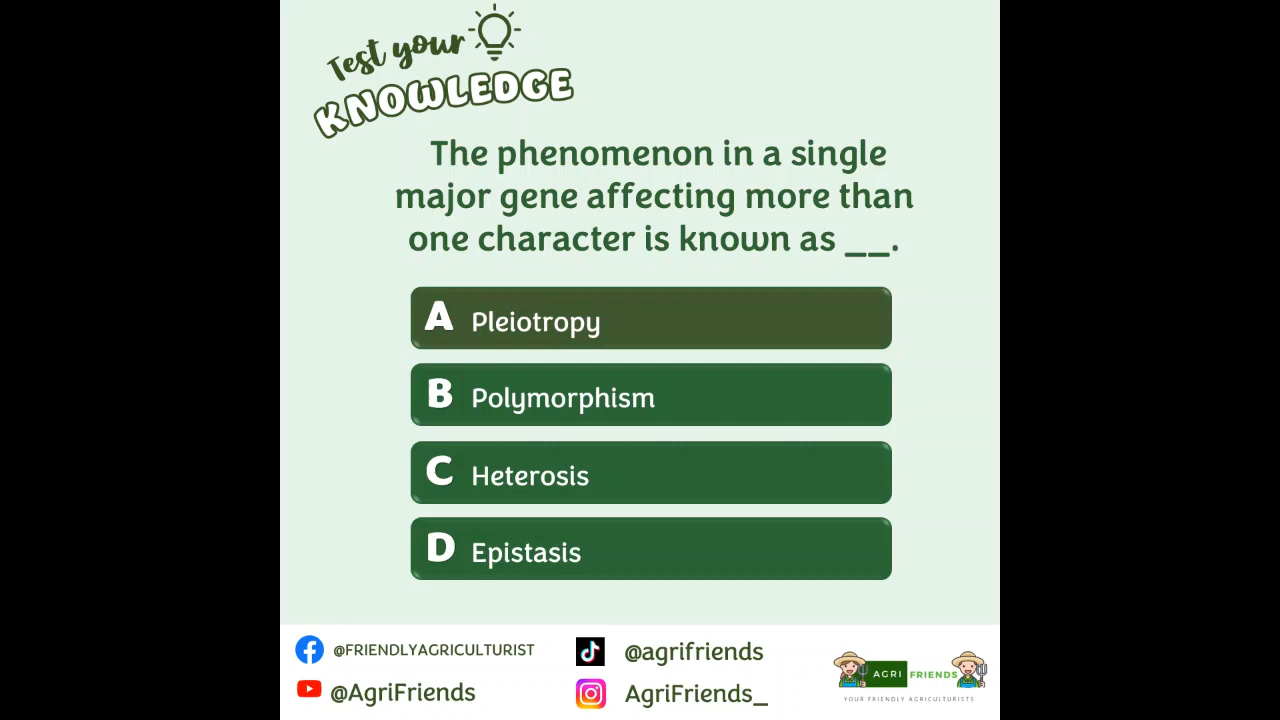 Test your
KNOWLEDGE
The phenomenon in a single
major gene affecting more than
one character is known as __.
A Pleiotropy
B Polymorphism
C Heterosis
D Epistasis
@FRIENDLYAGRICULTURIST
@agrifriends
@AgriFriends
AgriFriends_
AGRI FRIENDS
YOUR FRIENDLY AGRICULTURISTS